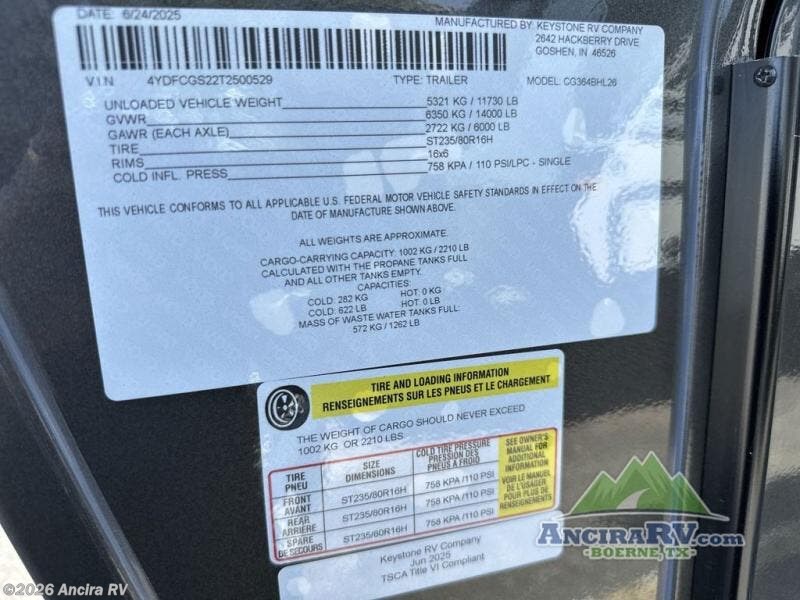 DATE: 6/24/2025
MANUFACTURED BY: KEYSTONE RV COMPANY
2642 HACKBERRY DRIVE
GOSHEN, IN 46526
V.I.N. 4YDFCGS22T2500529 TYPE: TRAILER MODEL: CG364BHL26
UNLOADED VEHICLE WEIGHT 5321 KG / 11730 LB
GVWR 6350 KG / 14000 LB
GAWR (EACH AXLE) 2722 KG / 6000 LB
TIRE ST235/80R16H
RIMS 16x6
COLD INFL. PRESS 758 KPA / 110 PSI/LPC - SINGLE
THIS VEHICLE CONFORMS TO ALL APPLICABLE U.S. FEDERAL MOTOR VEHICLE SAFETY STANDARDS IN EFFECT ON THE
DATE OF MANUFACTURE SHOWN ABOVE.
ALL WEIGHTS ARE APPROXIMATE.
CARGO-CARRYING CAPACITY: 1002 KG / 2210 LB
CALCULATED WITH THE PROPANE TANKS FULL
AND ALL OTHER TANKS EMPTY.
CAPACITIES:
COLD: 282 KG HOT: 0 KG
COLD: 622 LB HOT: 0 LB
MASS OF WASTE WATER TANKS FULL:
572 KG / 1262 LB
TIRE AND LOADING INFORMATION
RENSEIGNEMENTS SUR LES PNEUS ET LE CHARGEMENT
THE WEIGHT OF CARGO SHOULD NEVER EXCEED
1002 KG OR 2210 LBS
TIRE
PNEU
SIZE
DIMENSIONS
COLD TIRE PRESSURE
PRESSION DES
PNEUS A FROID
SEE OWNER'S
MANUAL FOR
ADDITIONAL
INFORMATION
VOIR LE MANUEL
DE L'USAGER
POUR PLUS DE
RENSEIGNEMENTS
FRONT
AVANT
ST235/80R16H 758 KPA /110 PSI
REAR
ARRIÈRE
ST235/80R16H 758 KPA /110 PSI
SPARE
DE SECOURS
ST235/80R16H 758 KPA /110 PSI
Keystone RV Company
Jun 2025
TSCA Title VI Compliant
ANCIRARV.COM
BOERNE, TX
©2026 Ancira RV